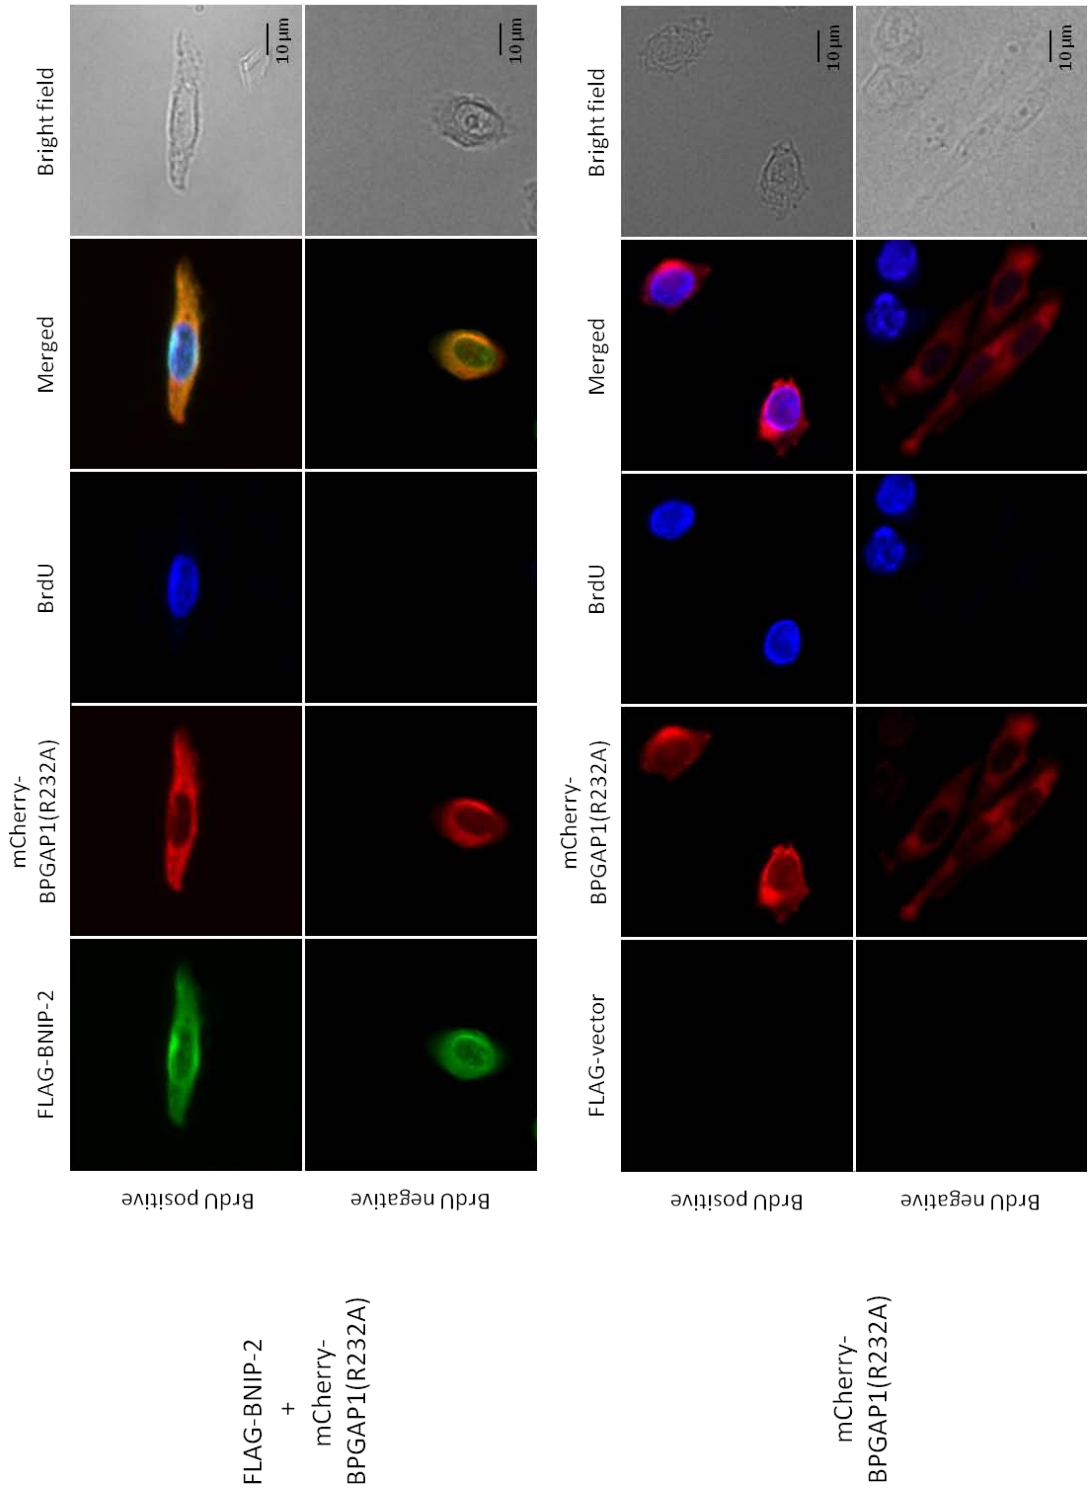 FLAG-BNIP-2
+
mCherry-
BPGAP1(R232A)
BrdU positive
BrdU negative
FLAG-BNIP-2
mCherry-
BPGAP1(R232A)
BrdU
Merged
Bright field
10 µm
10 µm
mCherry-
BPGAP1(R232A)
BrdU positive
BrdU negative
FLAG-vector
mCherry-
BPGAP1(R232A)
BrdU
Merged
Bright field
10 µm
10 µm